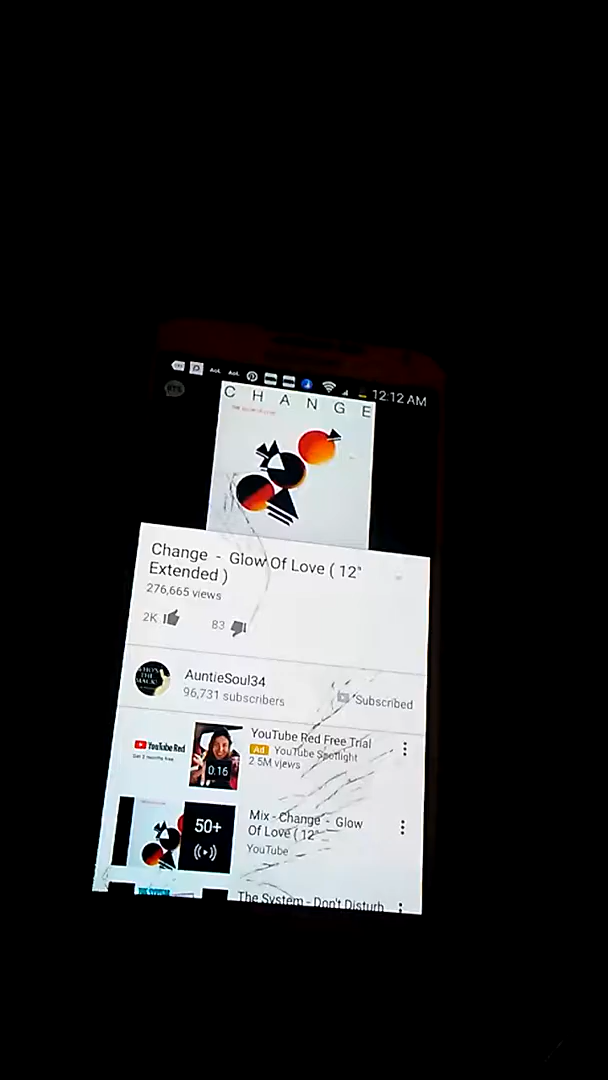 12:12 AM
CHANGE
Change - Glow Of Love ( 12"
Extended )
276,665 views
2K
83
AuntieSoul34
96,731 subscribers
Subscribed
YouTube Red
YouTube Red Free Trial
Ad YouTube Spotlight
2.5M views
0:16
50+
Mix - Change - Glow
Of Love ( 12"
YouTube
The System - Don't Disturb